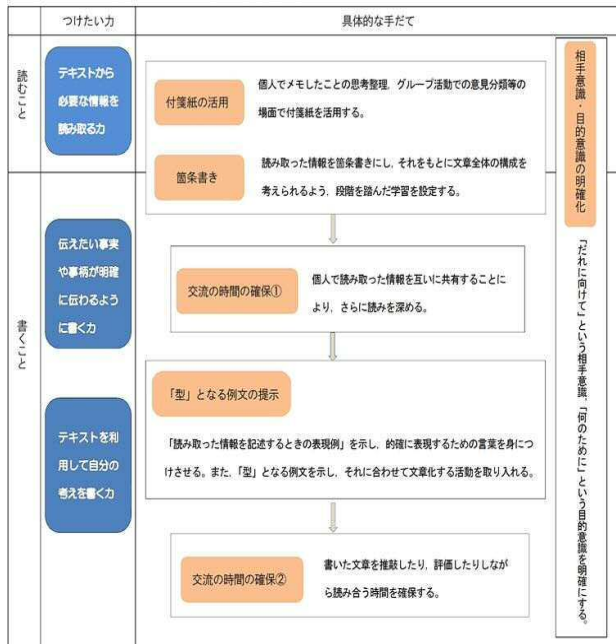 つけたい力
具体的な手だて
読むこと
テキストから
必要な情報を
読み取る力
付箋紙の活用
個人でメモしたことの思考整理，グループ活動での意見分類等の
場面で付箋紙を活用する。
箇条書き
読み取った情報を箇条書きにし，それをもとに文章全体の構成を
考えられるよう，段階を踏んだ学習を設定する。
書くこと
伝えたい事実
や事柄が明確
に伝わるよう
に書く力
交流の時間の確保①
個人で読み取った情報を互いに共有することに
より，さらに読みを深める。
テキストを利
用して自分の
考えを書く力
「型」となる例文の提示
「読み取った情報を記述するときの表現例」を示し，的確に表現するための言葉を身につ
けさせる。また，「型」となる例文を示し，それに合わせて文章化する活動を取り入れる。
交流の時間の確保②
書いた文章を推敲したり，評価したりしなが
ら読み合う時間を確保する。
相手意識・目的意識の明確化
「だれに向けて」という相手意識，「何のために」という目的意識を明確にする。